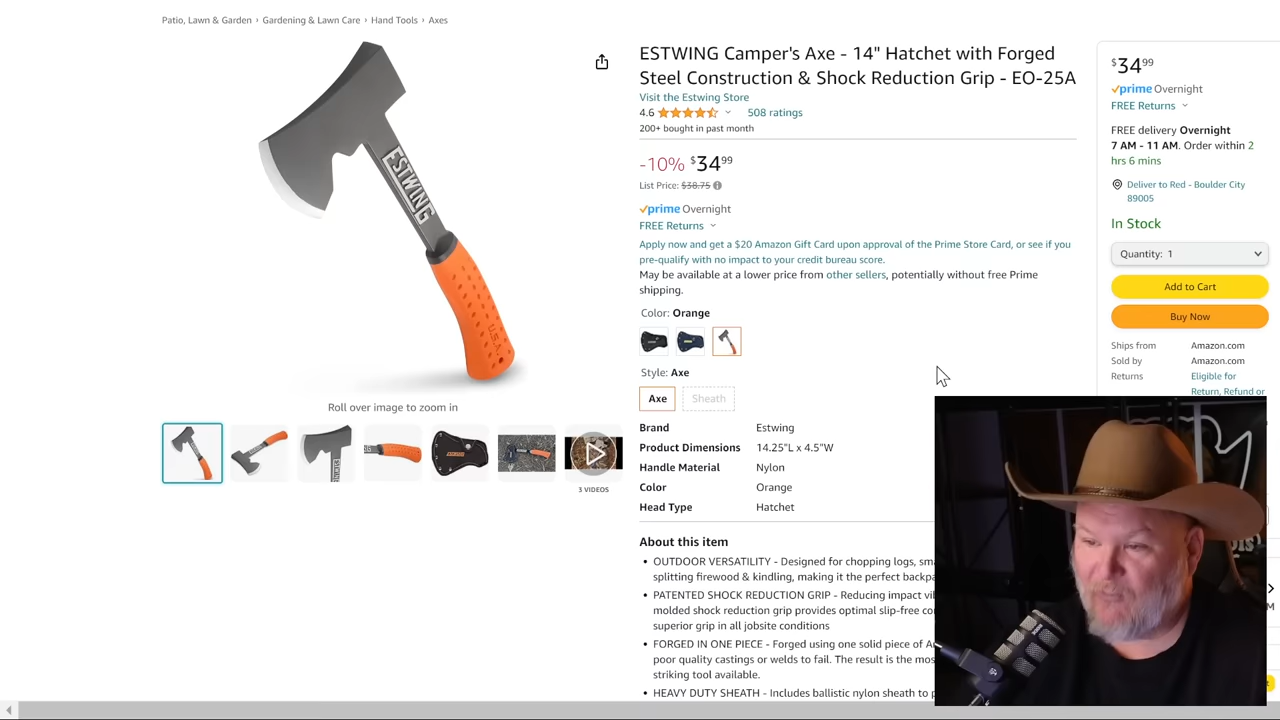 Patio, Lawn & Garden › Gardening & Lawn Care › Hand Tools › Axes
ESTWING Camper's Axe - 14" Hatchet with Forged
Steel Construction & Shock Reduction Grip - EO-25A
Visit the Estwing Store
4.6 508 ratings
200+ bought in past month
-10% $34 99
List Price: $38.75
prime Overnight
FREE Returns
Apply now and get a $20 Amazon Gift Card upon approval of the Prime Store Card, or see if you
pre-qualify with no impact to your credit bureau score.
May be available at a lower price from other sellers, potentially without free Prime
shipping.
Color: Orange
Style: Axe
Axe Sheath
Brand Estwing
Product Dimensions 14.25"L x 4.5"W
Handle Material Nylon
Color Orange
Head Type Hatchet
About this item
• OUTDOOR VERSATILITY - Designed for chopping logs,
splitting firewood & kindling, making it the perfect
• PATENTED SHOCK REDUCTION GRIP - Reducing impact
molded shock reduction grip provides optimal slip-free
superior grip in all jobsite conditions
• FORGED IN ONE PIECE - Forged using one solid piece of
poor quality castings or welds to fail. The result is the
striking tool available.
• HEAVY DUTY SHEATH - Includes ballistic nylon sheath to
ESTWING
USA
Roll over image to zoom in
3 VIDEOS
$34 99
prime Overnight
FREE Returns
FREE delivery Overnight
7 AM - 11 AM. Order within 2
hrs 6 mins
Deliver to Red - Boulder City
89005
In Stock
Quantity: 1
Add to Cart
Buy Now
Ships from Amazon.com
Sold by Amazon.com
Returns Eligible for
Return, Refund or